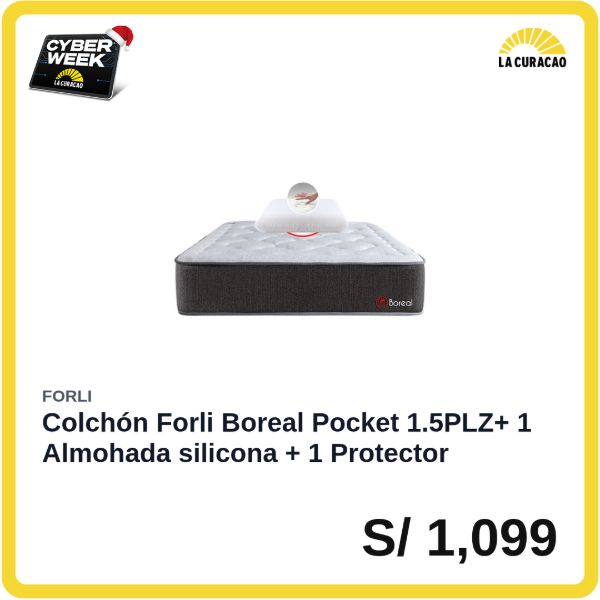 CYBER
WEEK
LA CURACAO
LA CURACAO
Boreal
FORLI
Colchón Forli Boreal Pocket 1.5PLZ+ 1
Almohada silicona + 1 Protector
S/ 1,099